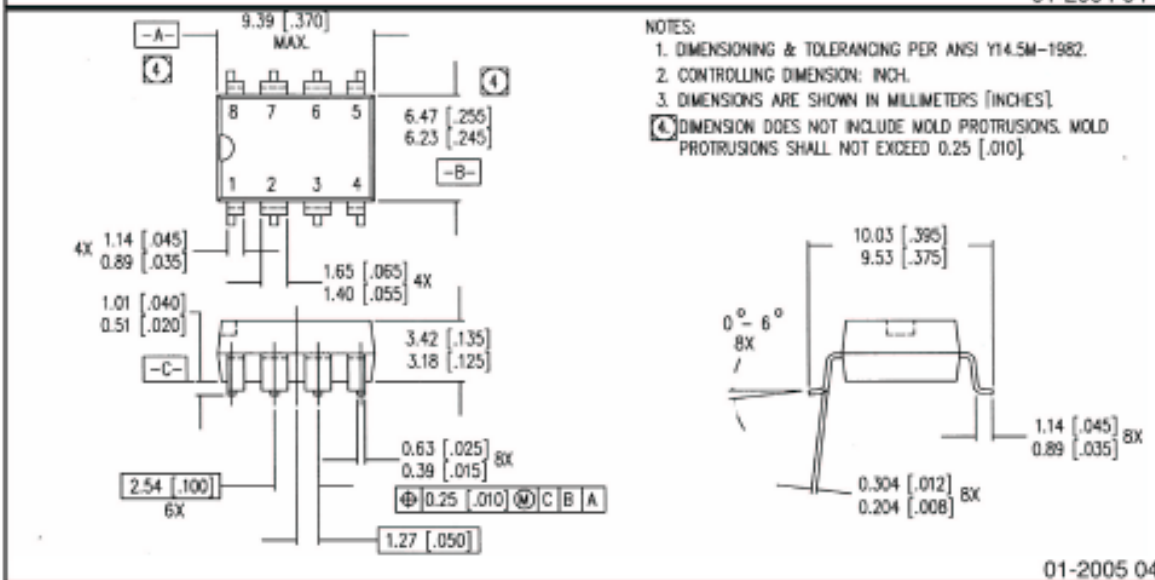 9.39 [.370]
MAX.
-A-
4
4
8 7 6 5
1 2 3 4
6.47 [.255]
6.23 [.245]
-B-
4X 1.14 [.045]
0.89 [.035]
1.65 [.065] 4X
1.40 [.055]
1.01 [.040]
0.51 [.020]
-C-
3.42 [.135]
3.18 [.125]
0.63 [.025] 8X
0.39 [.015]
2.54 [.100]
6X
⌖ 0.25 [.010] Ⓜ C B A
1.27 [.050]
NOTES:
1. DIMENSIONING & TOLERANCING PER ANSI Y14.5M-1982.
2. CONTROLLING DIMENSION: INCH.
3. DIMENSIONS ARE SHOWN IN MILLIMETERS [INCHES].
4. DIMENSION DOES NOT INCLUDE MOLD PROTRUSIONS. MOLD
PROTRUSIONS SHALL NOT EXCEED 0.25 [.010].
10.03 [.395]
9.53 [.375]
0°- 6°
8X
1.14 [.045] 8X
0.89 [.035]
0.304 [.012] 8X
0.204 [.008]
01-2005 04